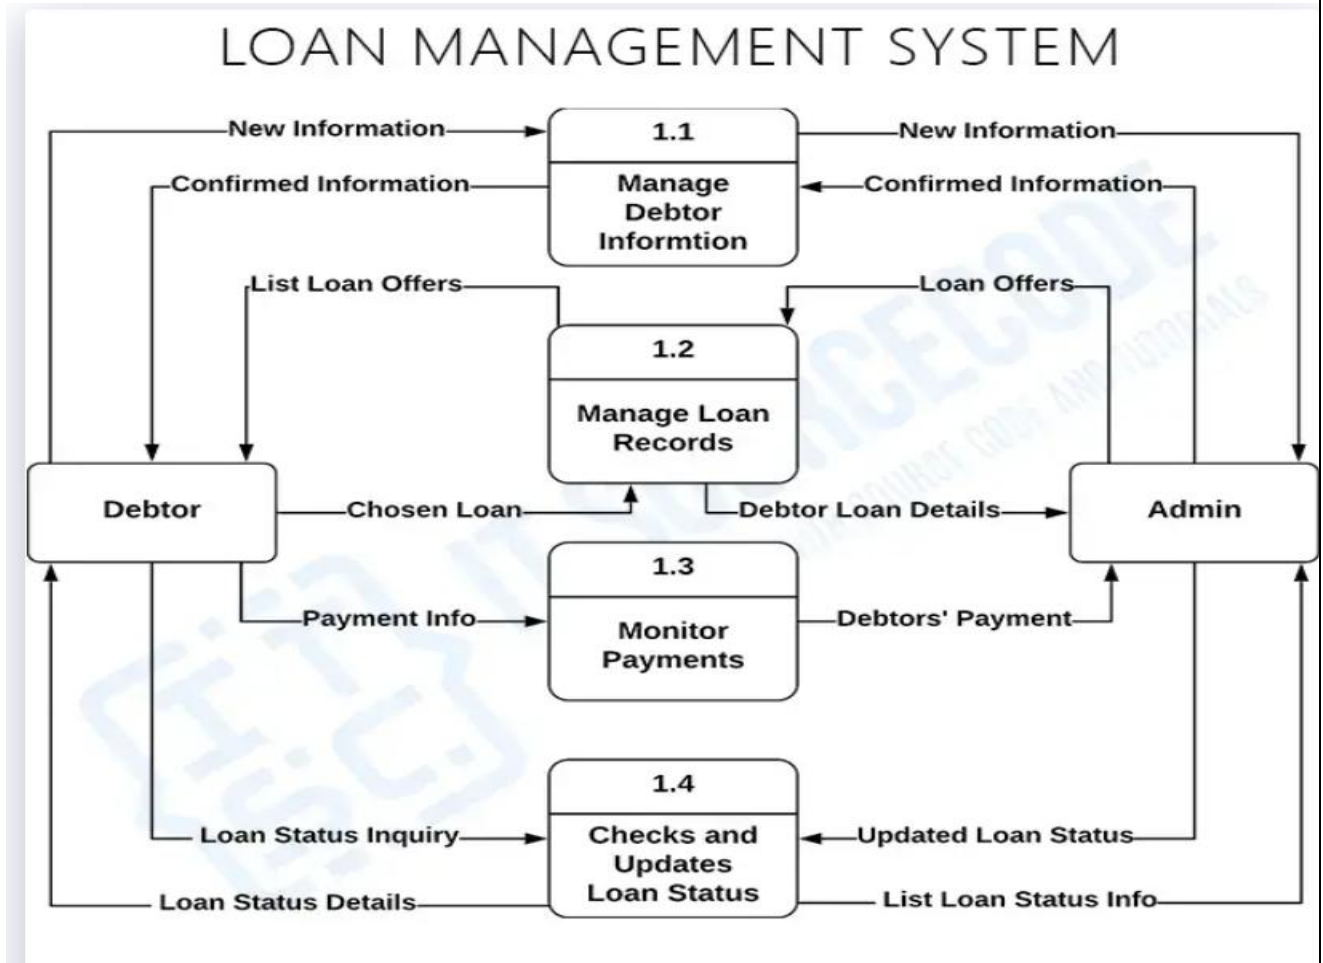 LOAN MANAGEMENT SYSTEM
New Information
1.1
New Information
Confirmed Information
Manage
Debtor
Informtion
Confirmed Information
List Loan Offers
Loan Offers
1.2
Manage Loan
Records
Debtor
Chosen Loan
Debtor Loan Details
Admin
1.3
Payment Info
Monitor
Payments
Debtors' Payment
1.4
Loan Status Inquiry
Checks and
Updates
Loan Status
Updated Loan Status
Loan Status Details
List Loan Status Info
IT SOURCECODE